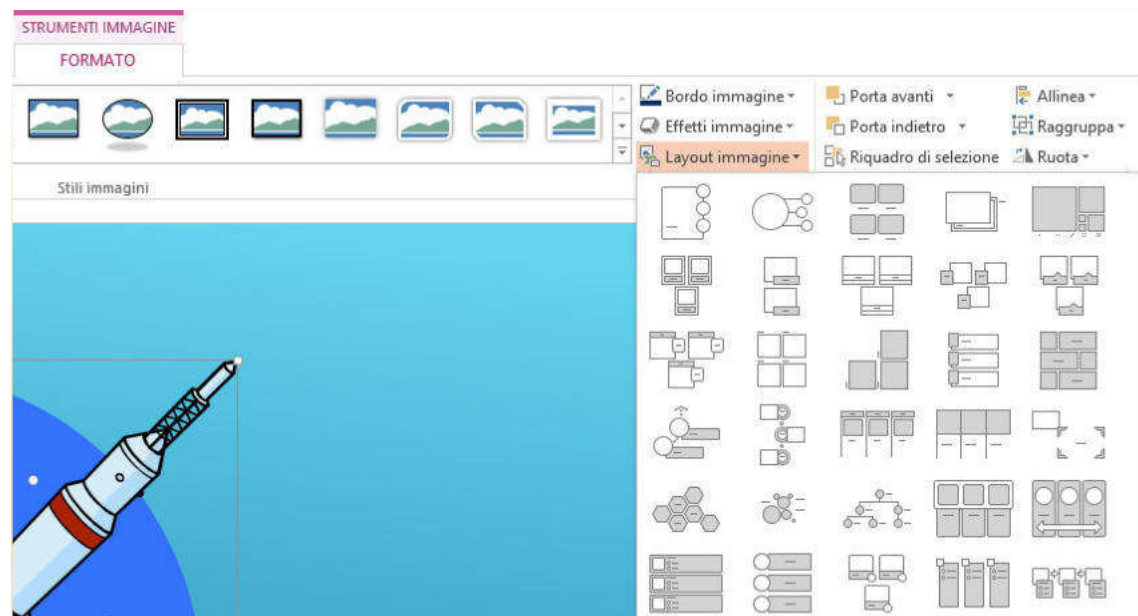 STRUMENTI IMMAGINE
FORMATO
Bordo immagine
Porta avanti
Allinea
Effetti immagine
Porta indietro
Raggruppa
Layout immagine
Riquadro di selezione
Ruota
Stili immagini